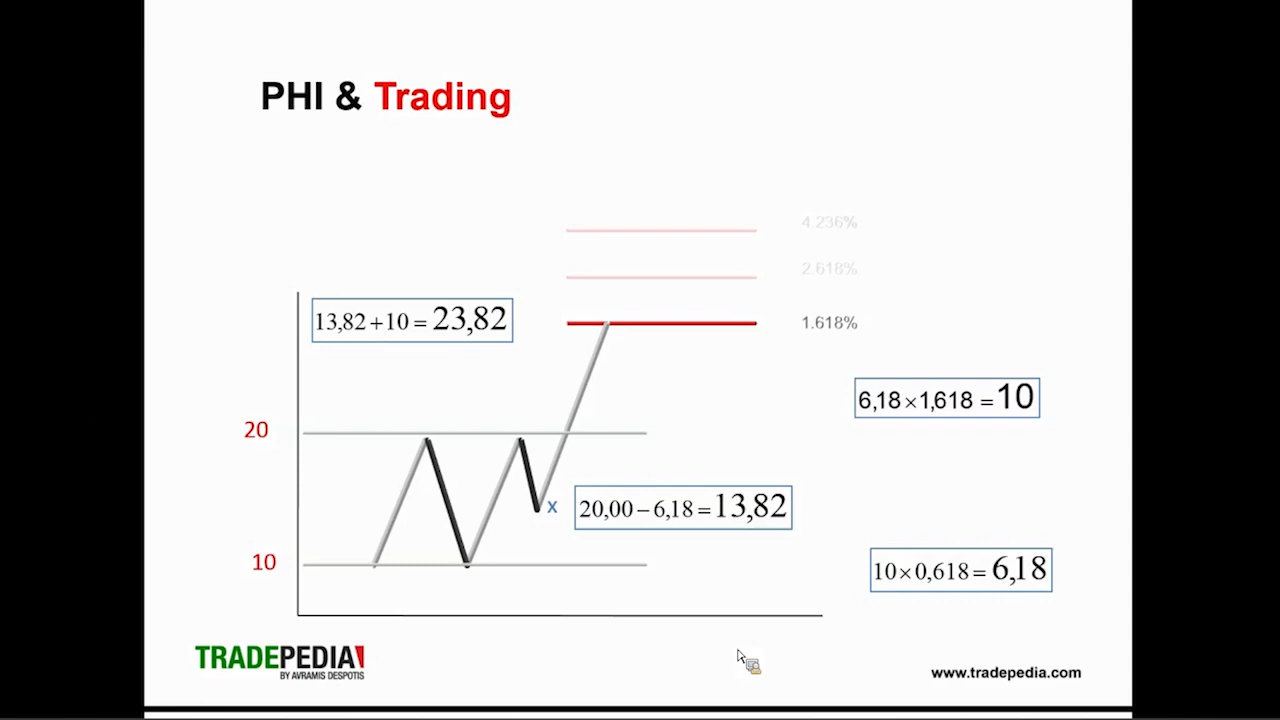 PHI & Trading
4.236%
2.618%
13,82+10=23,82
1.618%
6,18×1,618=10
20
x
20,00−6,18=13,82
10
10×0,618=6,18
TRADEPEDIA
BY AVRAMIS DESPOTIS
www.tradepedia.com